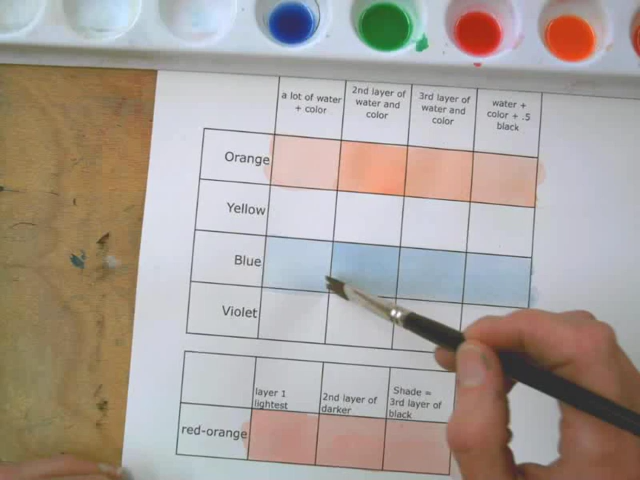 a lot of water
+ color
2nd layer of
water and
color
3rd layer of
water and
color
water +
color + .5
black
Orange
Yellow
Blue
Violet
layer 1
lightest
2nd layer of
darker
Shade =
3rd layer of
black
red-orange